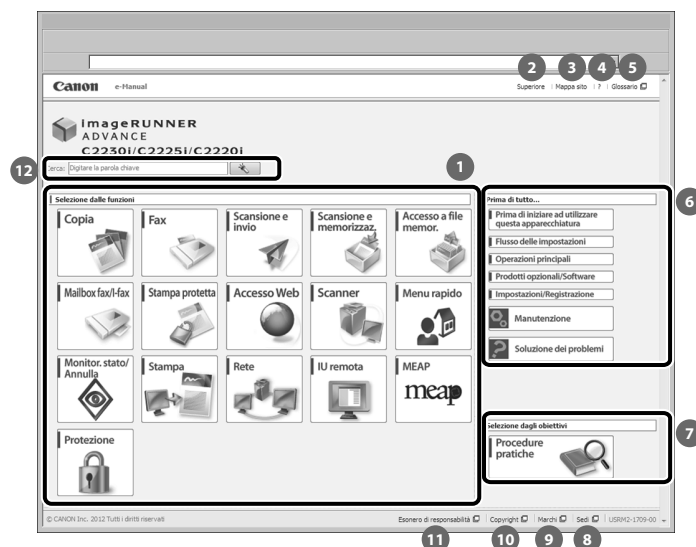 2 3 4 5
Canon e-Manual
Superiore Mappa sito ? Glossario
imageRUNNER
ADVANCE
C2230i/C2225i/C2220i
12
Cerca: Digitare la parola chiave
1
Selezione dalle funzioni
Copia
Fax
Scansione e
invio
Scansione e
memorizzaz.
Accesso a file
memor.
Mailbox fax/I-fax
Stampa protetta
Accesso Web
Scanner
Menu rapido
Monitor. stato/
Annulla
Stampa
Rete
IU remota
MEAP
meap
Protezione
6
Prima di tutto...
Prima di iniziare ad utilizzare
questa apparecchiatura
Flusso delle impostazioni
Operazioni principali
Prodotti opzionali/Software
Impostazioni/Registrazione
Manutenzione
Soluzione dei problemi
7
Selezione dagli obiettivi
Procedure
pratiche
© CANON Inc. 2012 Tutti i diritti riservati
Esonero di responsabilità Copyright Marchi Sedi USRM2-1709-00
11 10 9 8